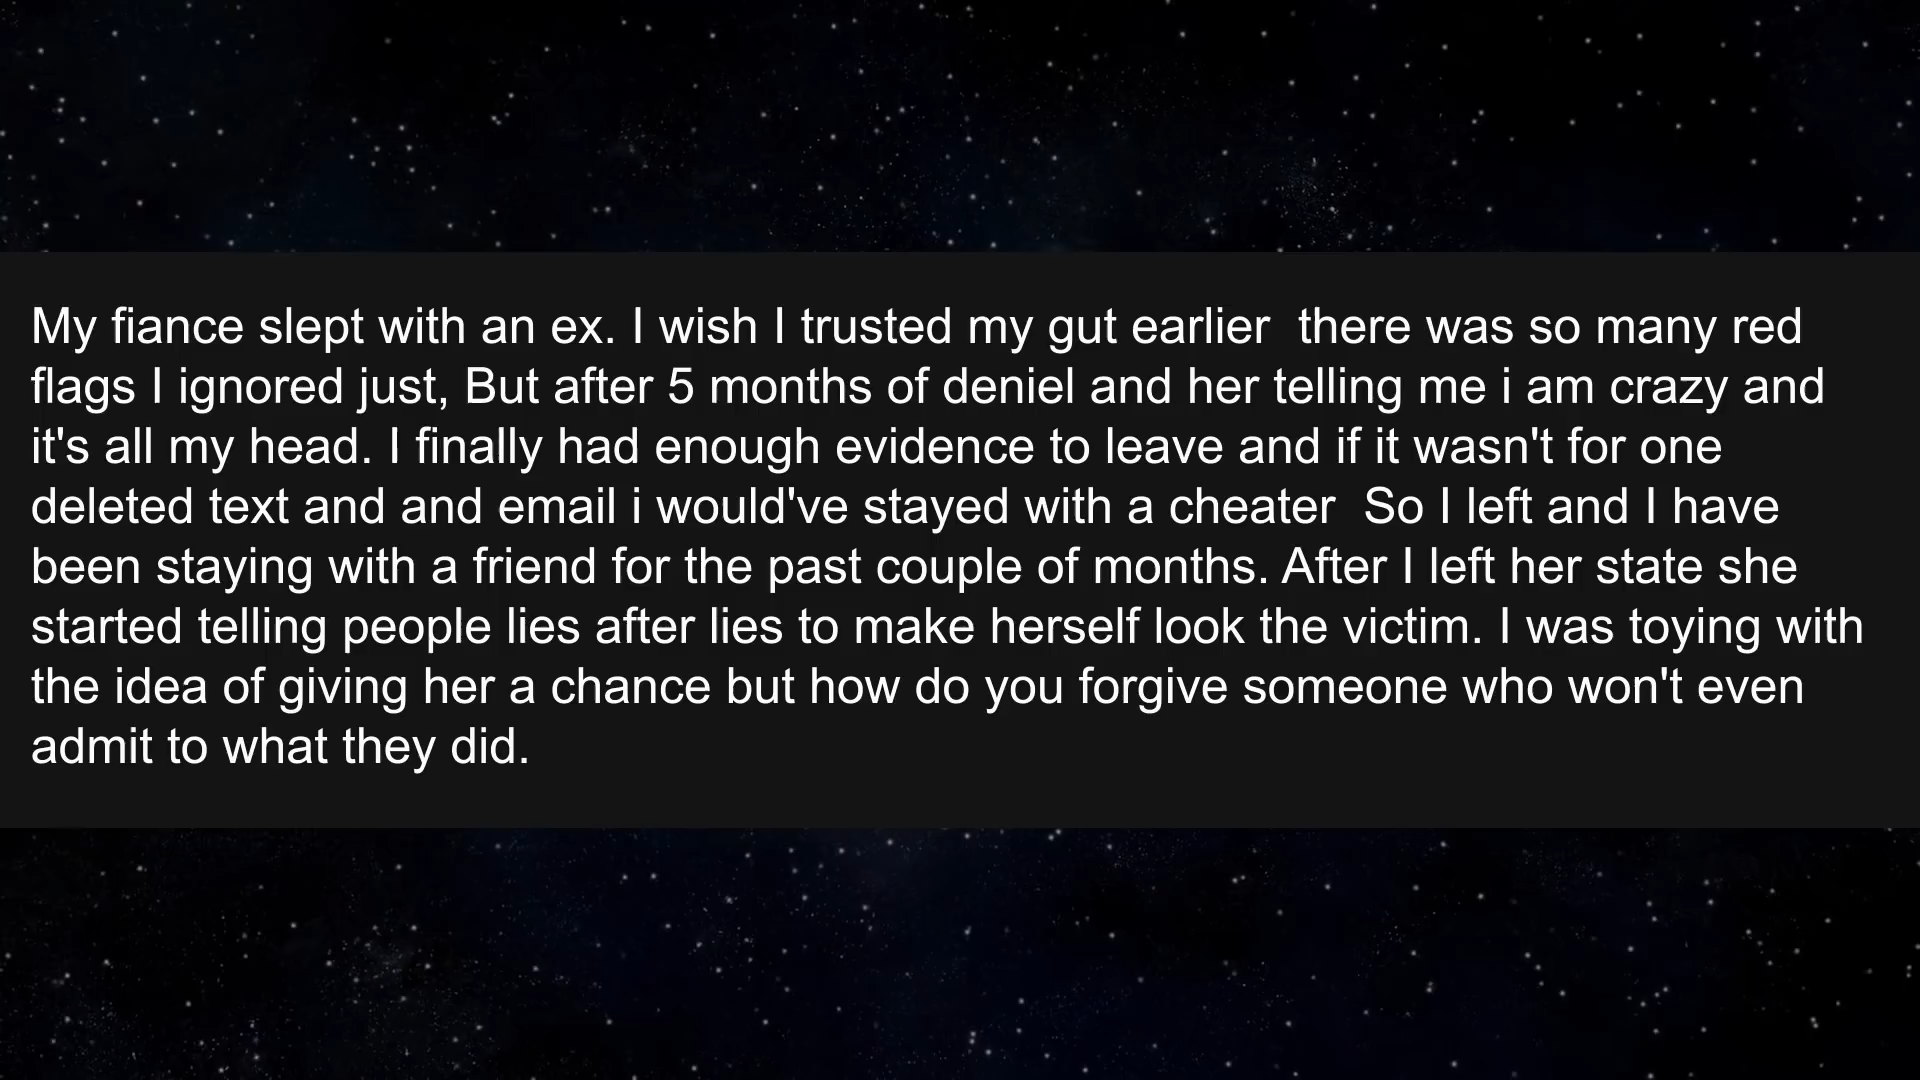 My fiance slept with an ex. I wish I trusted my gut earlier  there was so many red
flags I ignored just, But after 5 months of deniel and her telling me i am crazy and
it's all my head. I finally had enough evidence to leave and if it wasn't for one
deleted text and and email i would've stayed with a cheater  So I left and I have
been staying with a friend for the past couple of months. After I left her state she
started telling people lies after lies to make herself look the victim. I was toying with
the idea of giving her a chance but how do you forgive someone who won't even
admit to what they did.